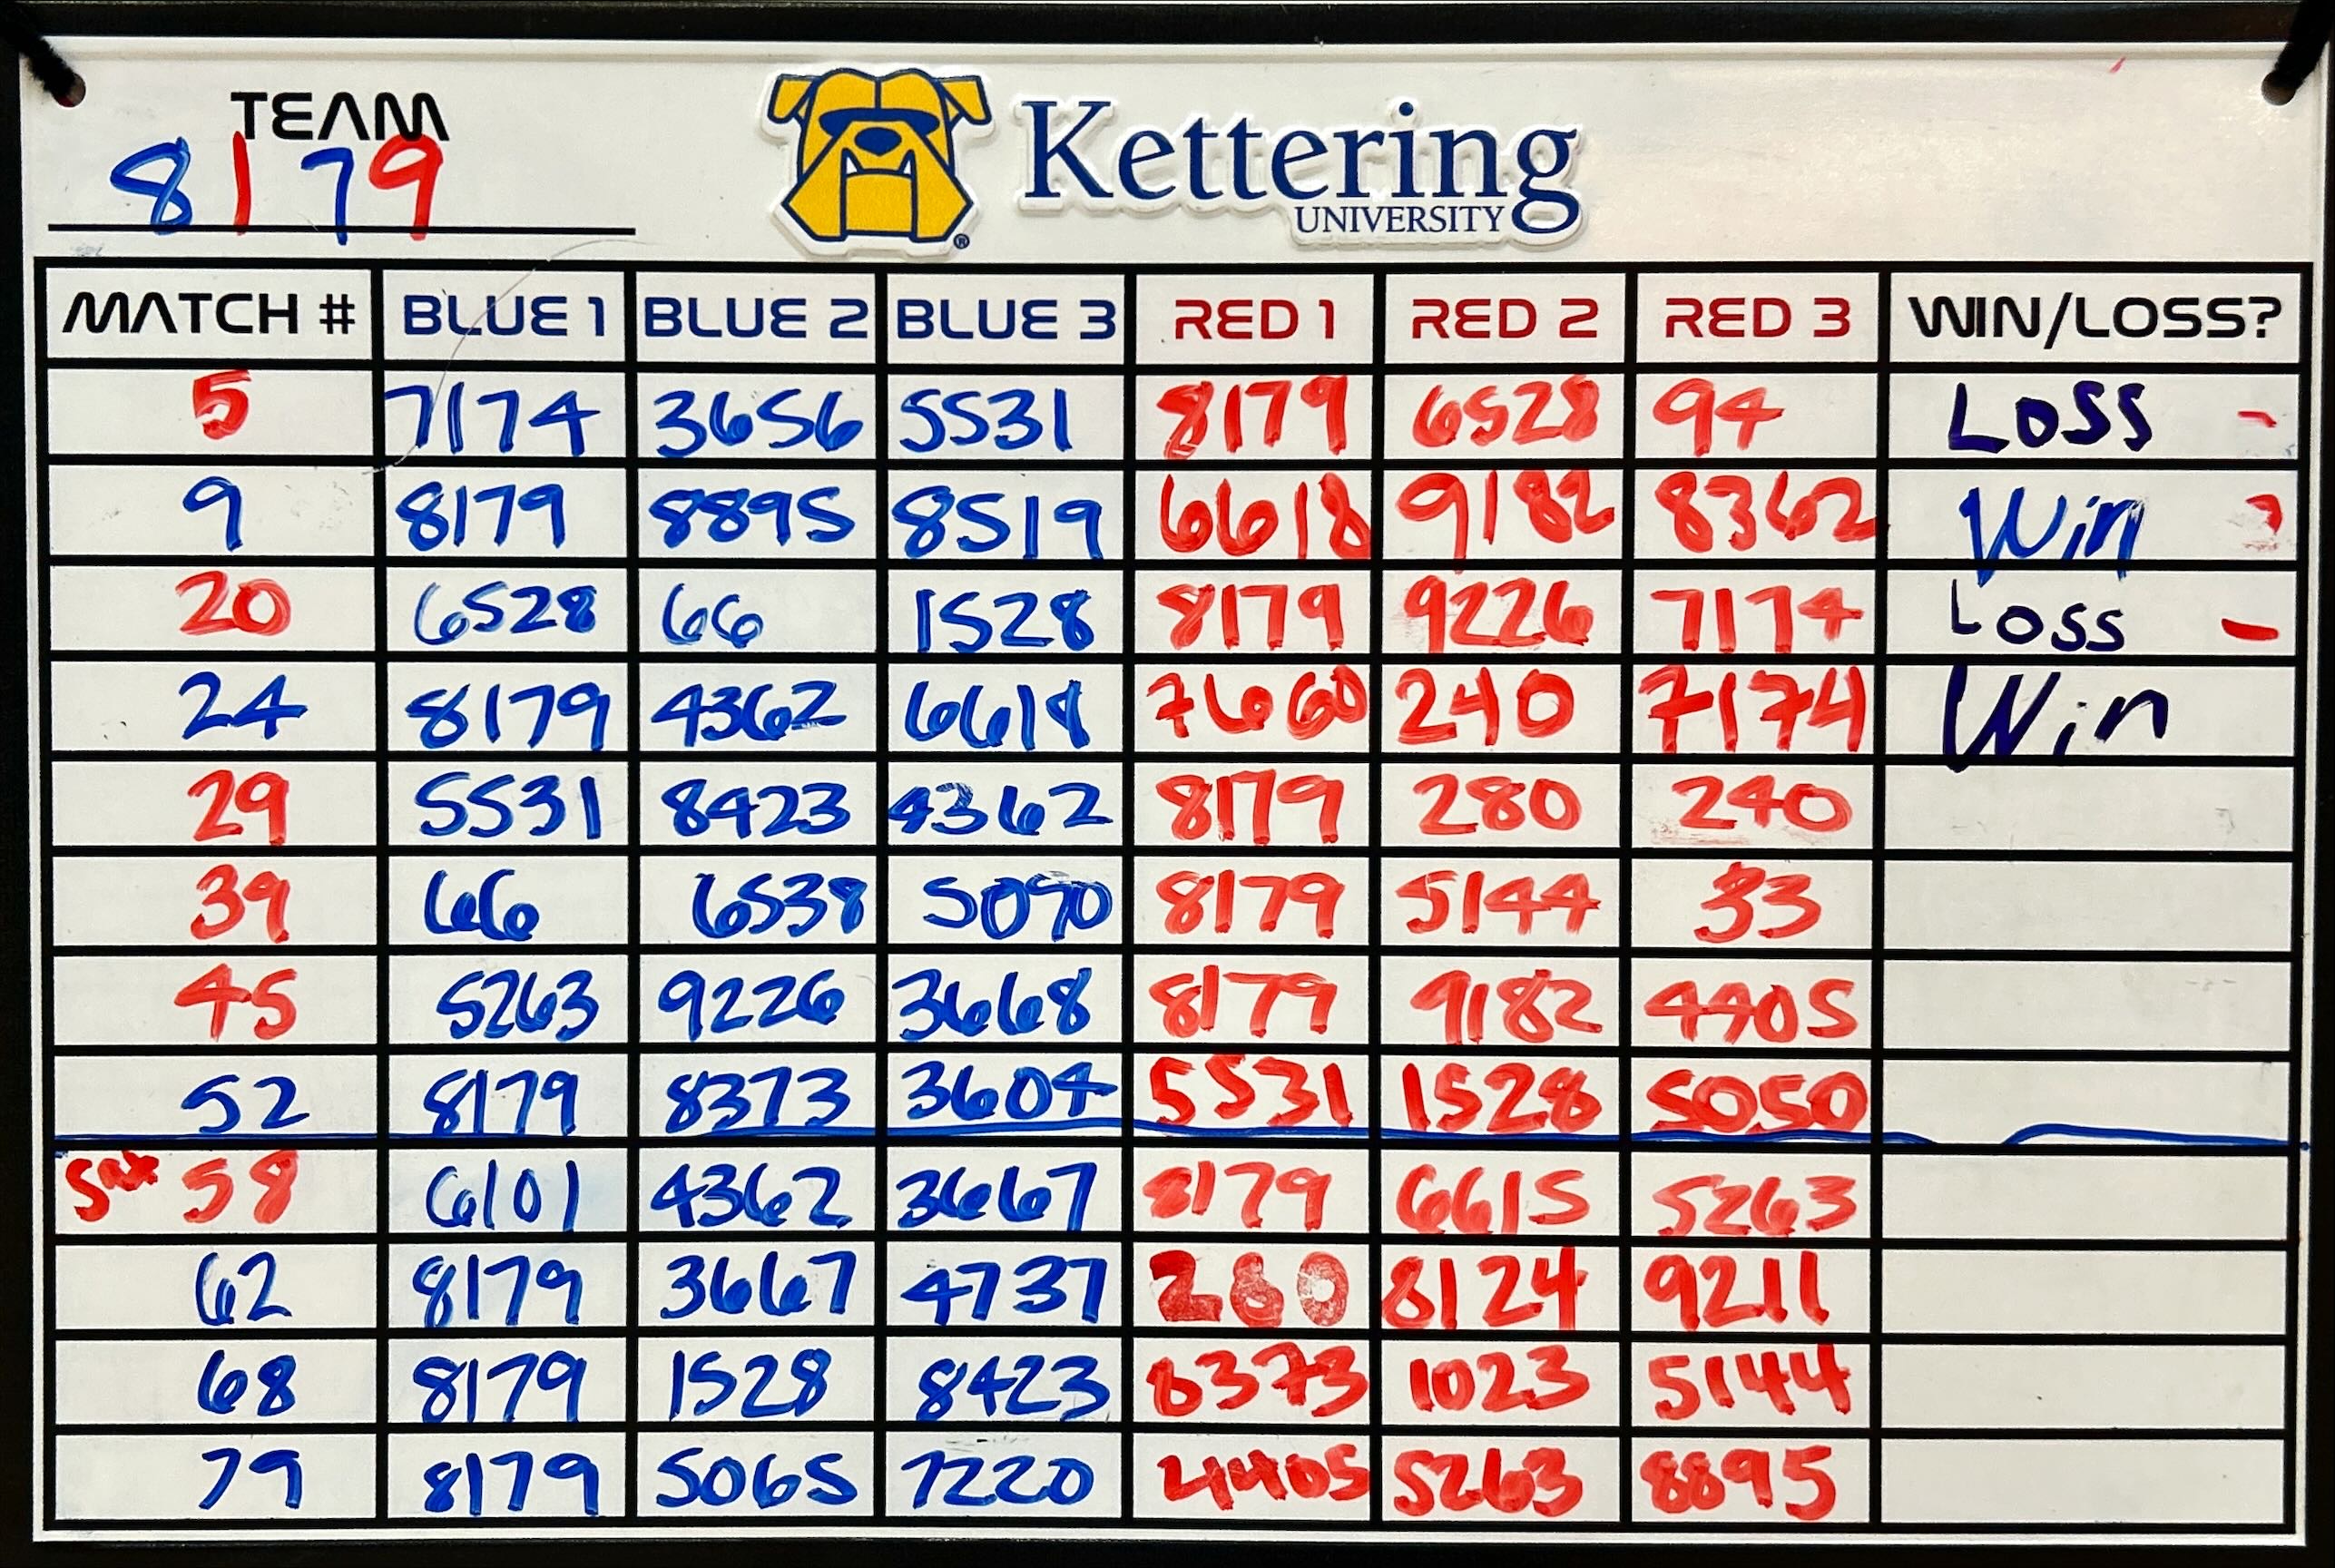 TEAM
8179
Kettering
UNIVERSITY
®
MATCH # BLUE 1 BLUE 2 BLUE 3 RED 1 RED 2 RED 3 WIN/LOSS?
5 7174 3656 5531 8179 6528 94 Loss
9 8179 8895 8519 6618 9182 8362 Win
20 6528 66 1528 8179 9226 7174 Loss
24 8179 4362 6618 7660 240 7174 Win
29 5531 8423 4362 8179 280 240
39 66 6538 5090 8179 5144 33
45 5263 9226 3668 8179 9182 4405
52 8179 8373 3604 5531 1528 5050
Sat 58 6101 4362 3667 8179 6615 5263
62 8179 3667 4737 280 8124 9211
68 8179 1528 8423 8373 1023 5144
79 8179 5065 7220 4405 5263 8895